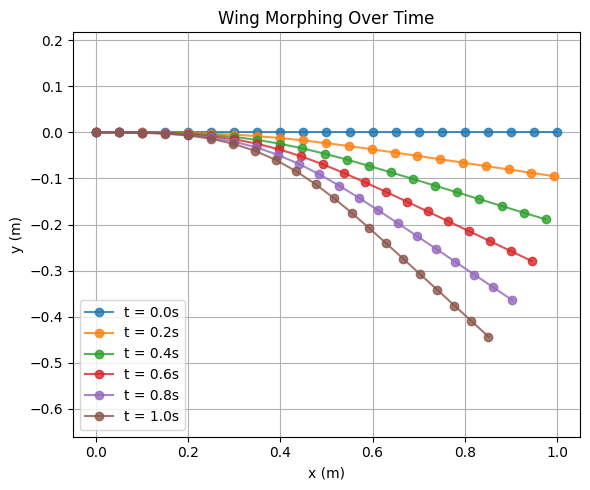 Wing Morphing Over Time
y (m)
0.2
0.1
0.0
−0.1
−0.2
−0.3
−0.4
−0.5
−0.6
t = 0.0s
t = 0.2s
t = 0.4s
t = 0.6s
t = 0.8s
t = 1.0s
0.0 0.2 0.4 0.6 0.8 1.0
x (m)